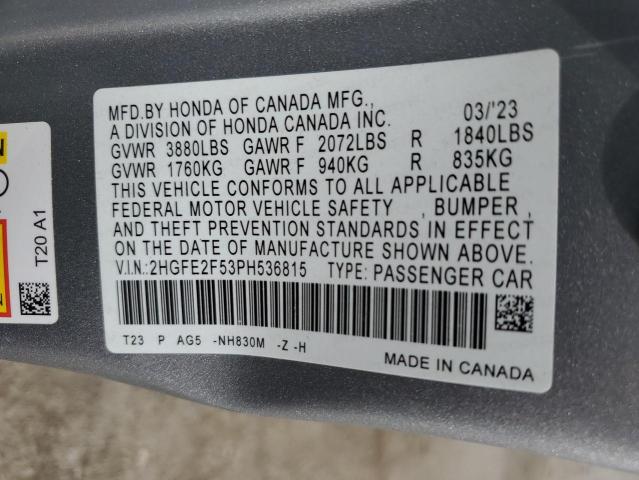 MFD.BY HONDA OF CANADA MFG., 03/'23
A DIVISION OF HONDA CANADA INC.
GVWR 3880LBS GAWR F 2072LBS R 1840LBS
GVWR 1760KG GAWR F 940KG R 835KG
THIS VEHICLE CONFORMS TO ALL APPLICABLE
FEDERAL MOTOR VEHICLE SAFETY , BUMPER ,
AND THEFT PREVENTION STANDARDS IN EFFECT
ON THE DATE OF MANUFACTURE SHOWN ABOVE.
V.I.N.:2HGFE2F53PH536815 TYPE: PASSENGER CAR
T23 P AG5 -NH830M -Z -H
MADE IN CANADA
T20 A1